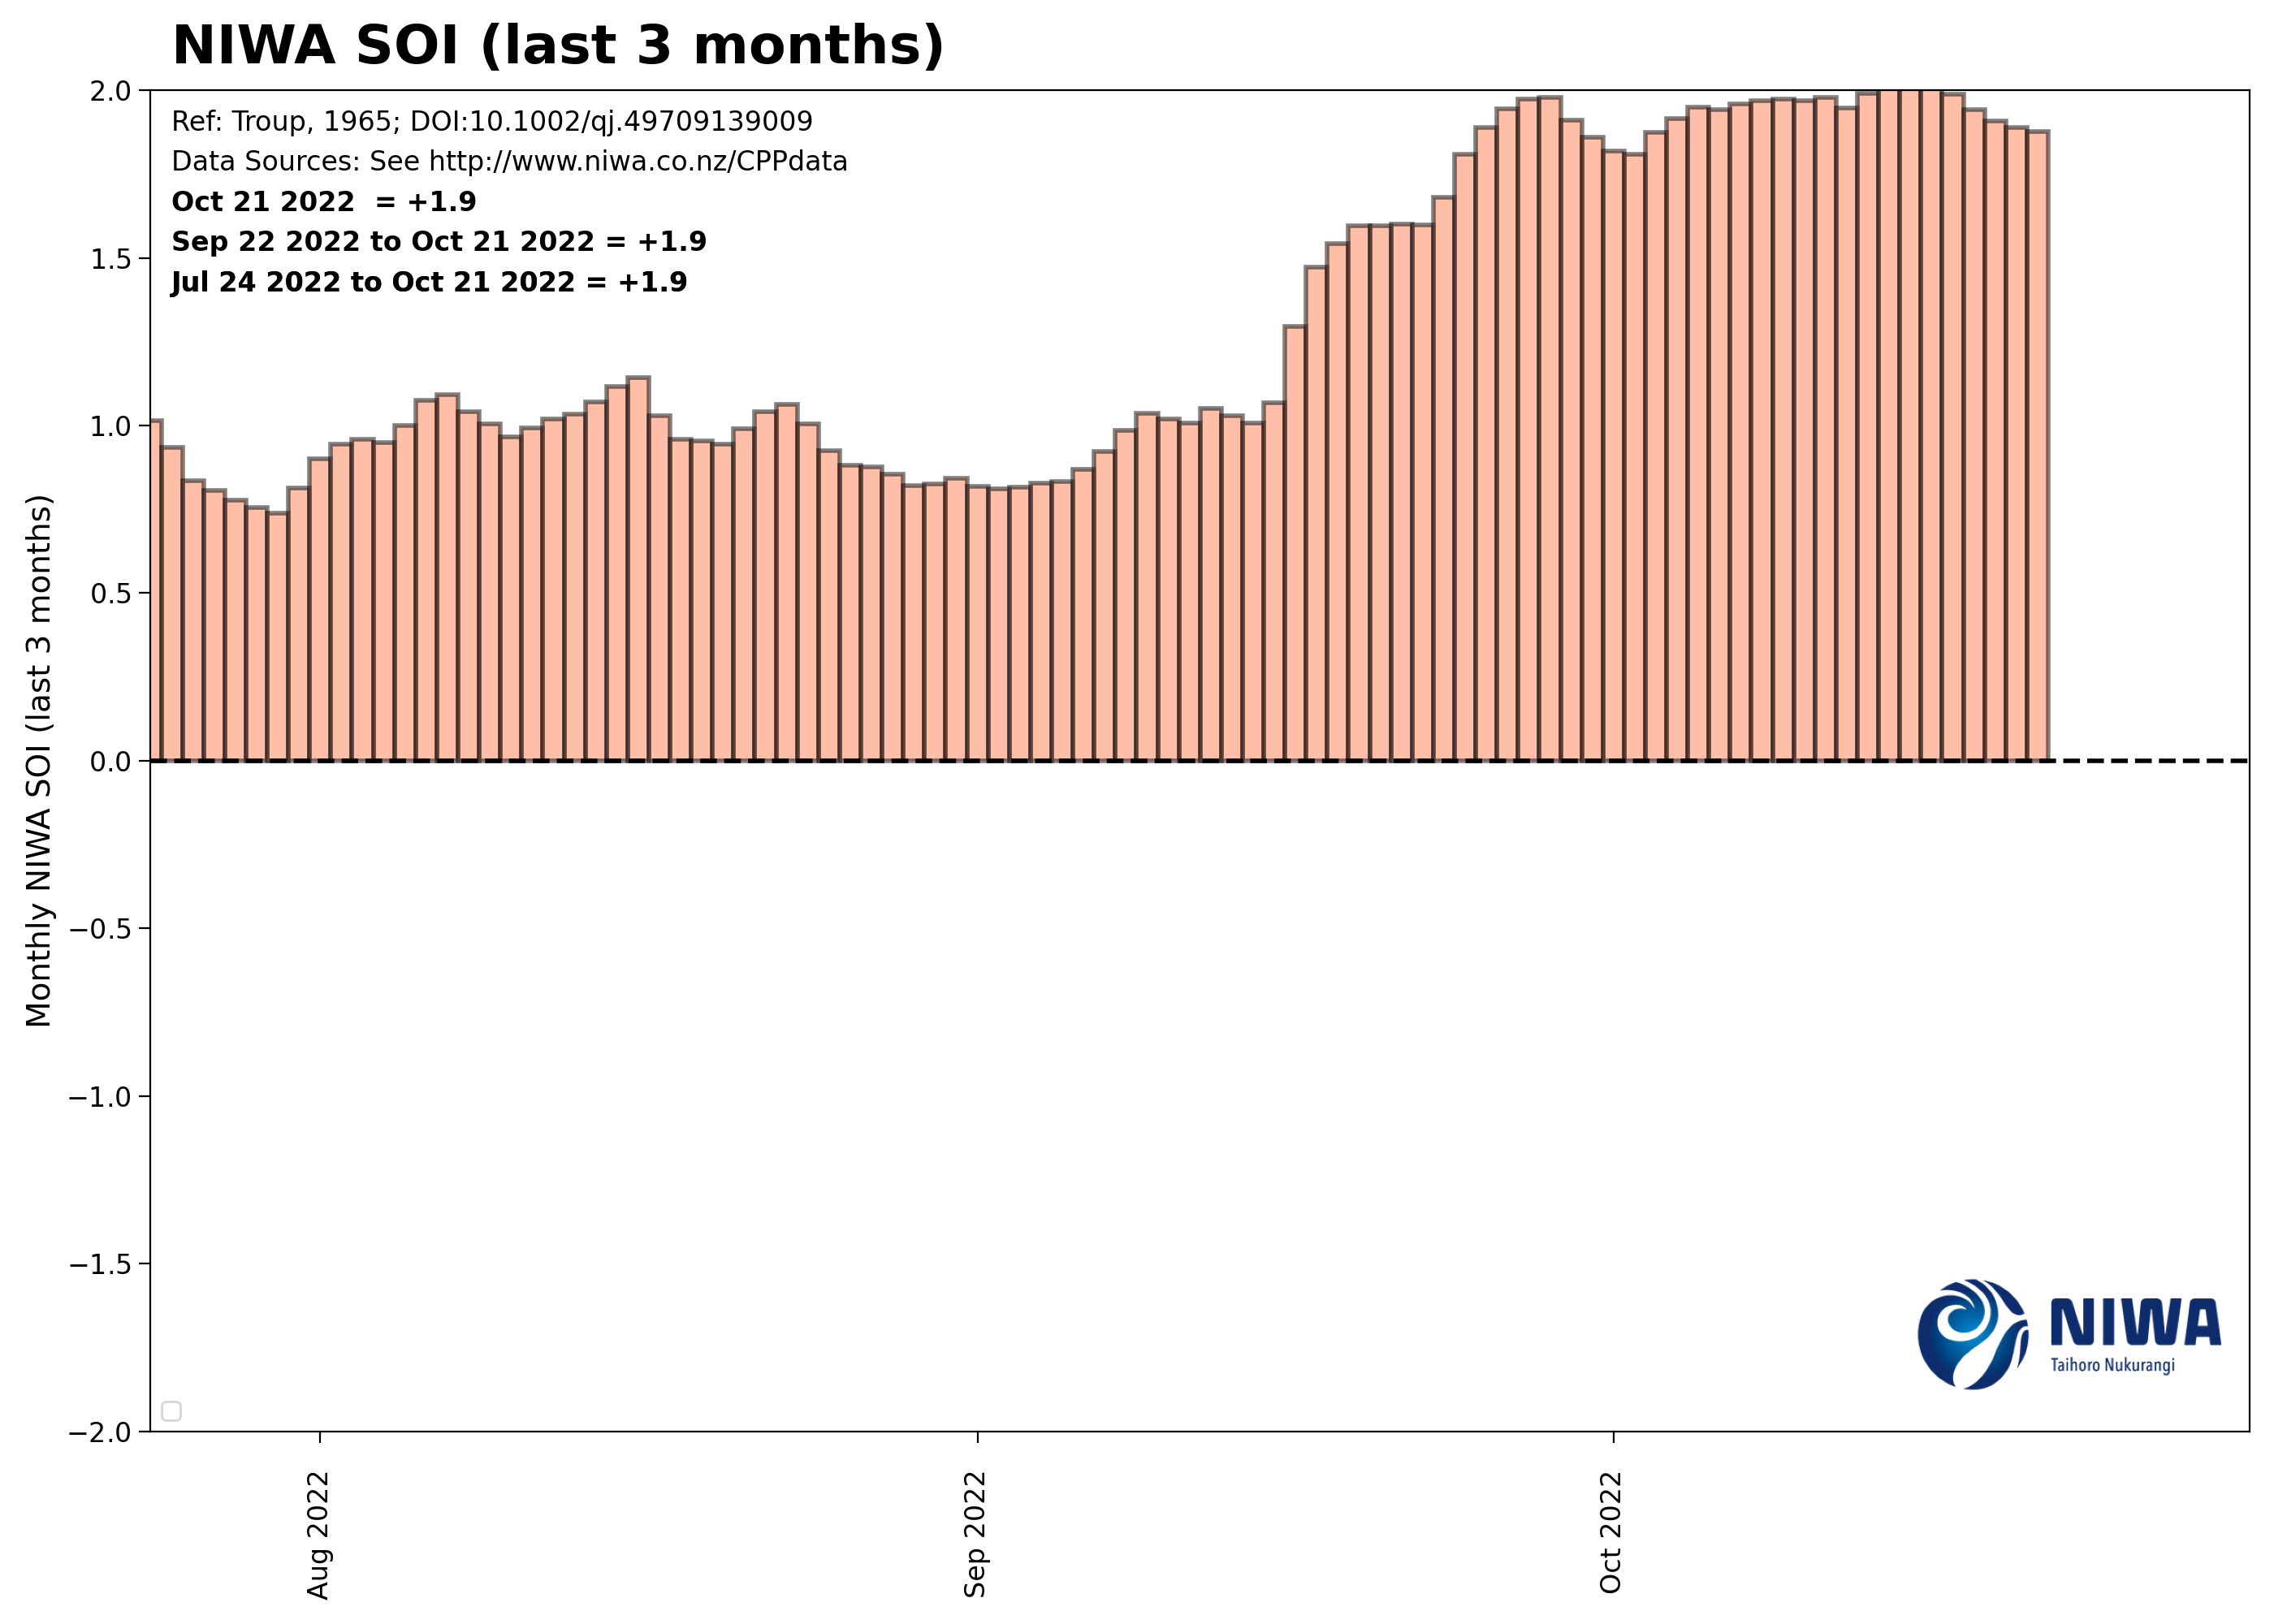 NIWA SOI (last 3 months)
Ref: Troup, 1965; DOI:10.1002/qj.49709139009
Data Sources: See http://www.niwa.co.nz/CPPdata
Oct 21 2022  = +1.9
Sep 22 2022 to Oct 21 2022 = +1.9
Jul 24 2022 to Oct 21 2022 = +1.9
Monthly NIWA SOI (last 3 months)
2.0
1.5
1.0
0.5
0.0
−0.5
−1.0
−1.5
−2.0
NIWA
Taihoro Nukurangi
Aug 2022
Sep 2022
Oct 2022